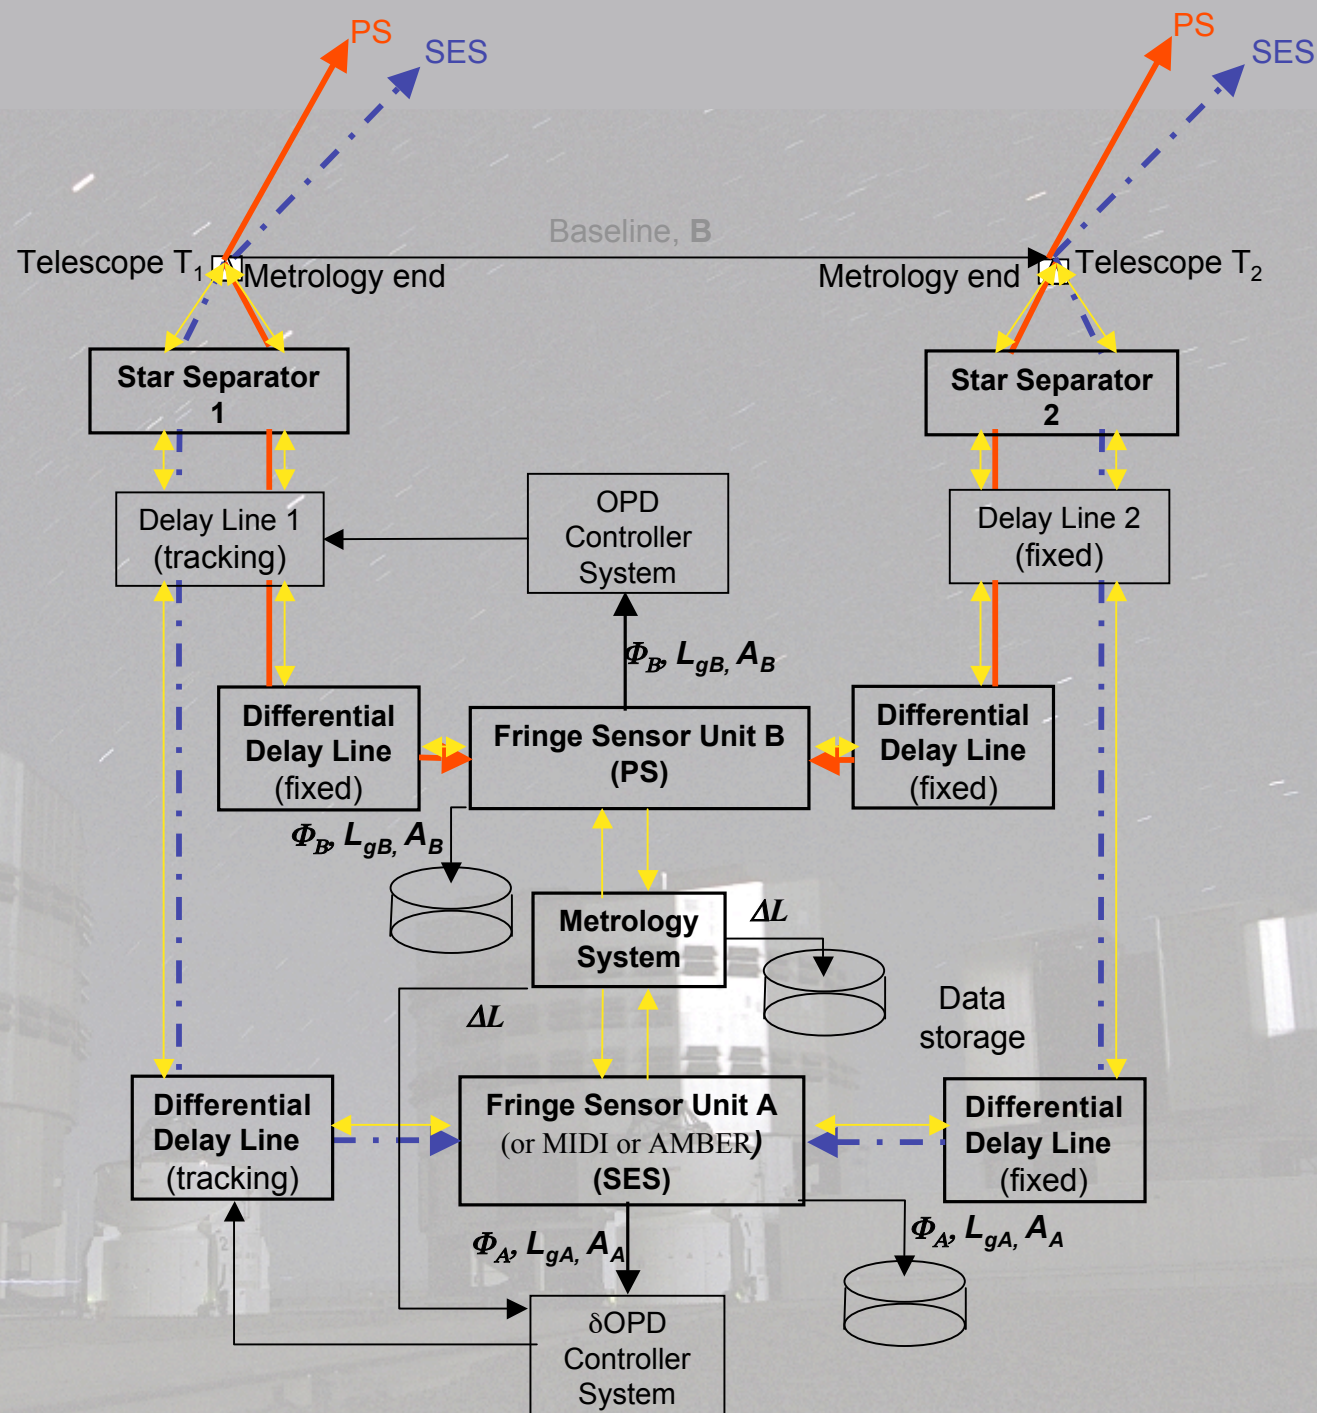 PS
SES
PS
SES
Baseline, B
Telescope T1
Metrology end
Metrology end
Telescope T2
Star Separator
1
Star Separator
2
Delay Line 1
(tracking)
OPD
Controller
System
Delay Line 2
(fixed)
ΦB, LgB, AB
Differential
Delay Line
(fixed)
Fringe Sensor Unit B
(PS)
Differential
Delay Line
(fixed)
ΦB, LgB, AB
Metrology
System
ΔL
ΔL
Data
storage
Differential
Delay Line
(tracking)
Fringe Sensor Unit A
(or MIDI or AMBER)
(SES)
Differential
Delay Line
(fixed)
ΦA, LgA, AA
ΦA, LgA, AA
δOPD
Controller
System